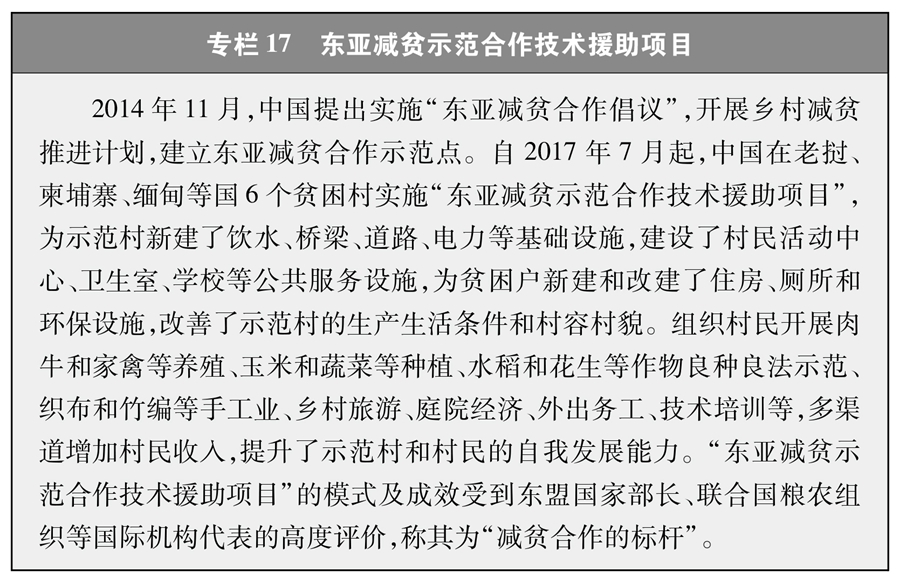 专栏 17　东亚减贫示范合作技术援助项目
2014 年 11 月,中国提出实施“东亚减贫合作倡议”,开展乡村减贫
推进计划,建立东亚减贫合作示范点。自 2017 年 7 月起,中国在老挝、
柬埔寨、缅甸等国 6 个贫困村实施“东亚减贫示范合作技术援助项目”,
为示范村新建了饮水、桥梁、道路、电力等基础设施,建设了村民活动中
心、卫生室、学校等公共服务设施,为贫困户新建和改建了住房、厕所和
环保设施,改善了示范村的生产生活条件和村容村貌。组织村民开展肉
牛和家禽等养殖、玉米和蔬菜等种植、水稻和花生等作物良种良法示范、
织布和竹编等手工业、乡村旅游、庭院经济、外出务工、技术培训等,多渠
道增加村民收入,提升了示范村和村民的自我发展能力。“东亚减贫示
范合作技术援助项目”的模式及成效受到东盟国家部长、联合国粮农组
织等国际机构代表的高度评价,称其为“减贫合作的标杆”。